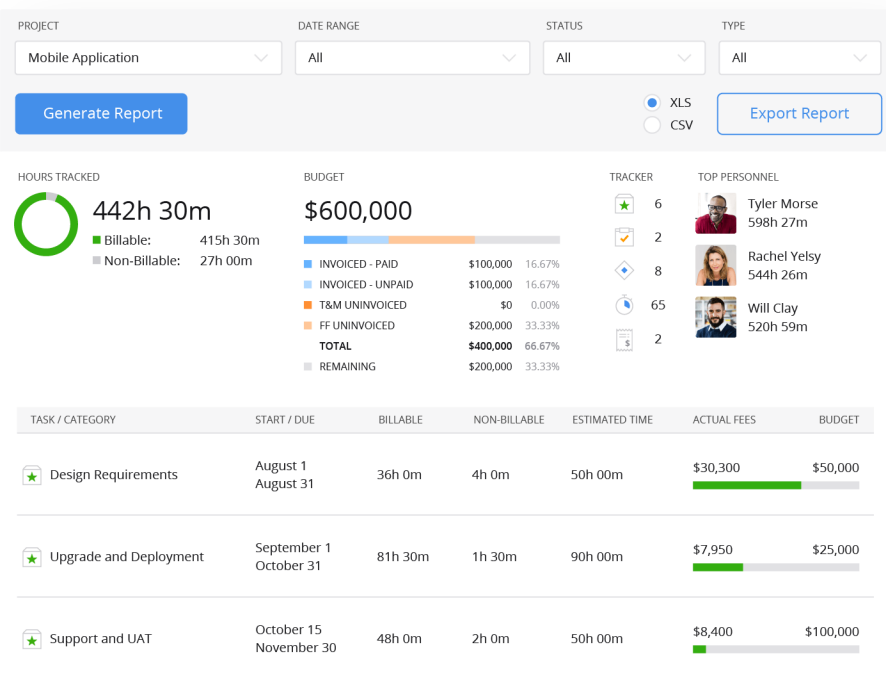 PROJECT DATE RANGE STATUS TYPE
Mobile Application All All All
Generate Report
XLS
CSV
Export Report
HOURS TRACKED
442h 30m
Billable: 415h 30m
Non-Billable: 27h 00m
BUDGET
$600,000
INVOICED - PAID $100,000 16.67%
INVOICED - UNPAID $100,000 16.67%
T&M UNINVOICED $0 0.00%
FF UNINVOICED $200,000 33.33%
TOTAL $400,000 66.67%
REMAINING $200,000 33.33%
TRACKER
6
2
8
65
$ 2
TOP PERSONNEL
Tyler Morse
598h 27m
Rachel Yelsy
544h 26m
Will Clay
520h 59m
TASK / CATEGORY START / DUE BILLABLE NON-BILLABLE ESTIMATED TIME ACTUAL FEES BUDGET
Design Requirements August 1 36h 0m 4h 0m 50h 00m $30,300 $50,000
August 31
Upgrade and Deployment September 1 81h 30m 1h 30m 90h 00m $7,950 $25,000
October 31
Support and UAT October 15 48h 0m 2h 0m 50h 00m $8,400 $100,000
November 30